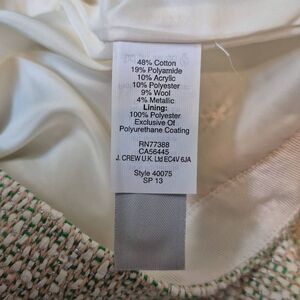 48% Cotton
19% Polyamide
10% Acrylic
10% Polyester
9% Wool
4% Metallic
Lining:
100% Polyester
Exclusive Of
Polyurethane Coating
RN77388
CA56445
J. CREW U.K. Ltd EC4V 6JA
Style 40075
SP 13